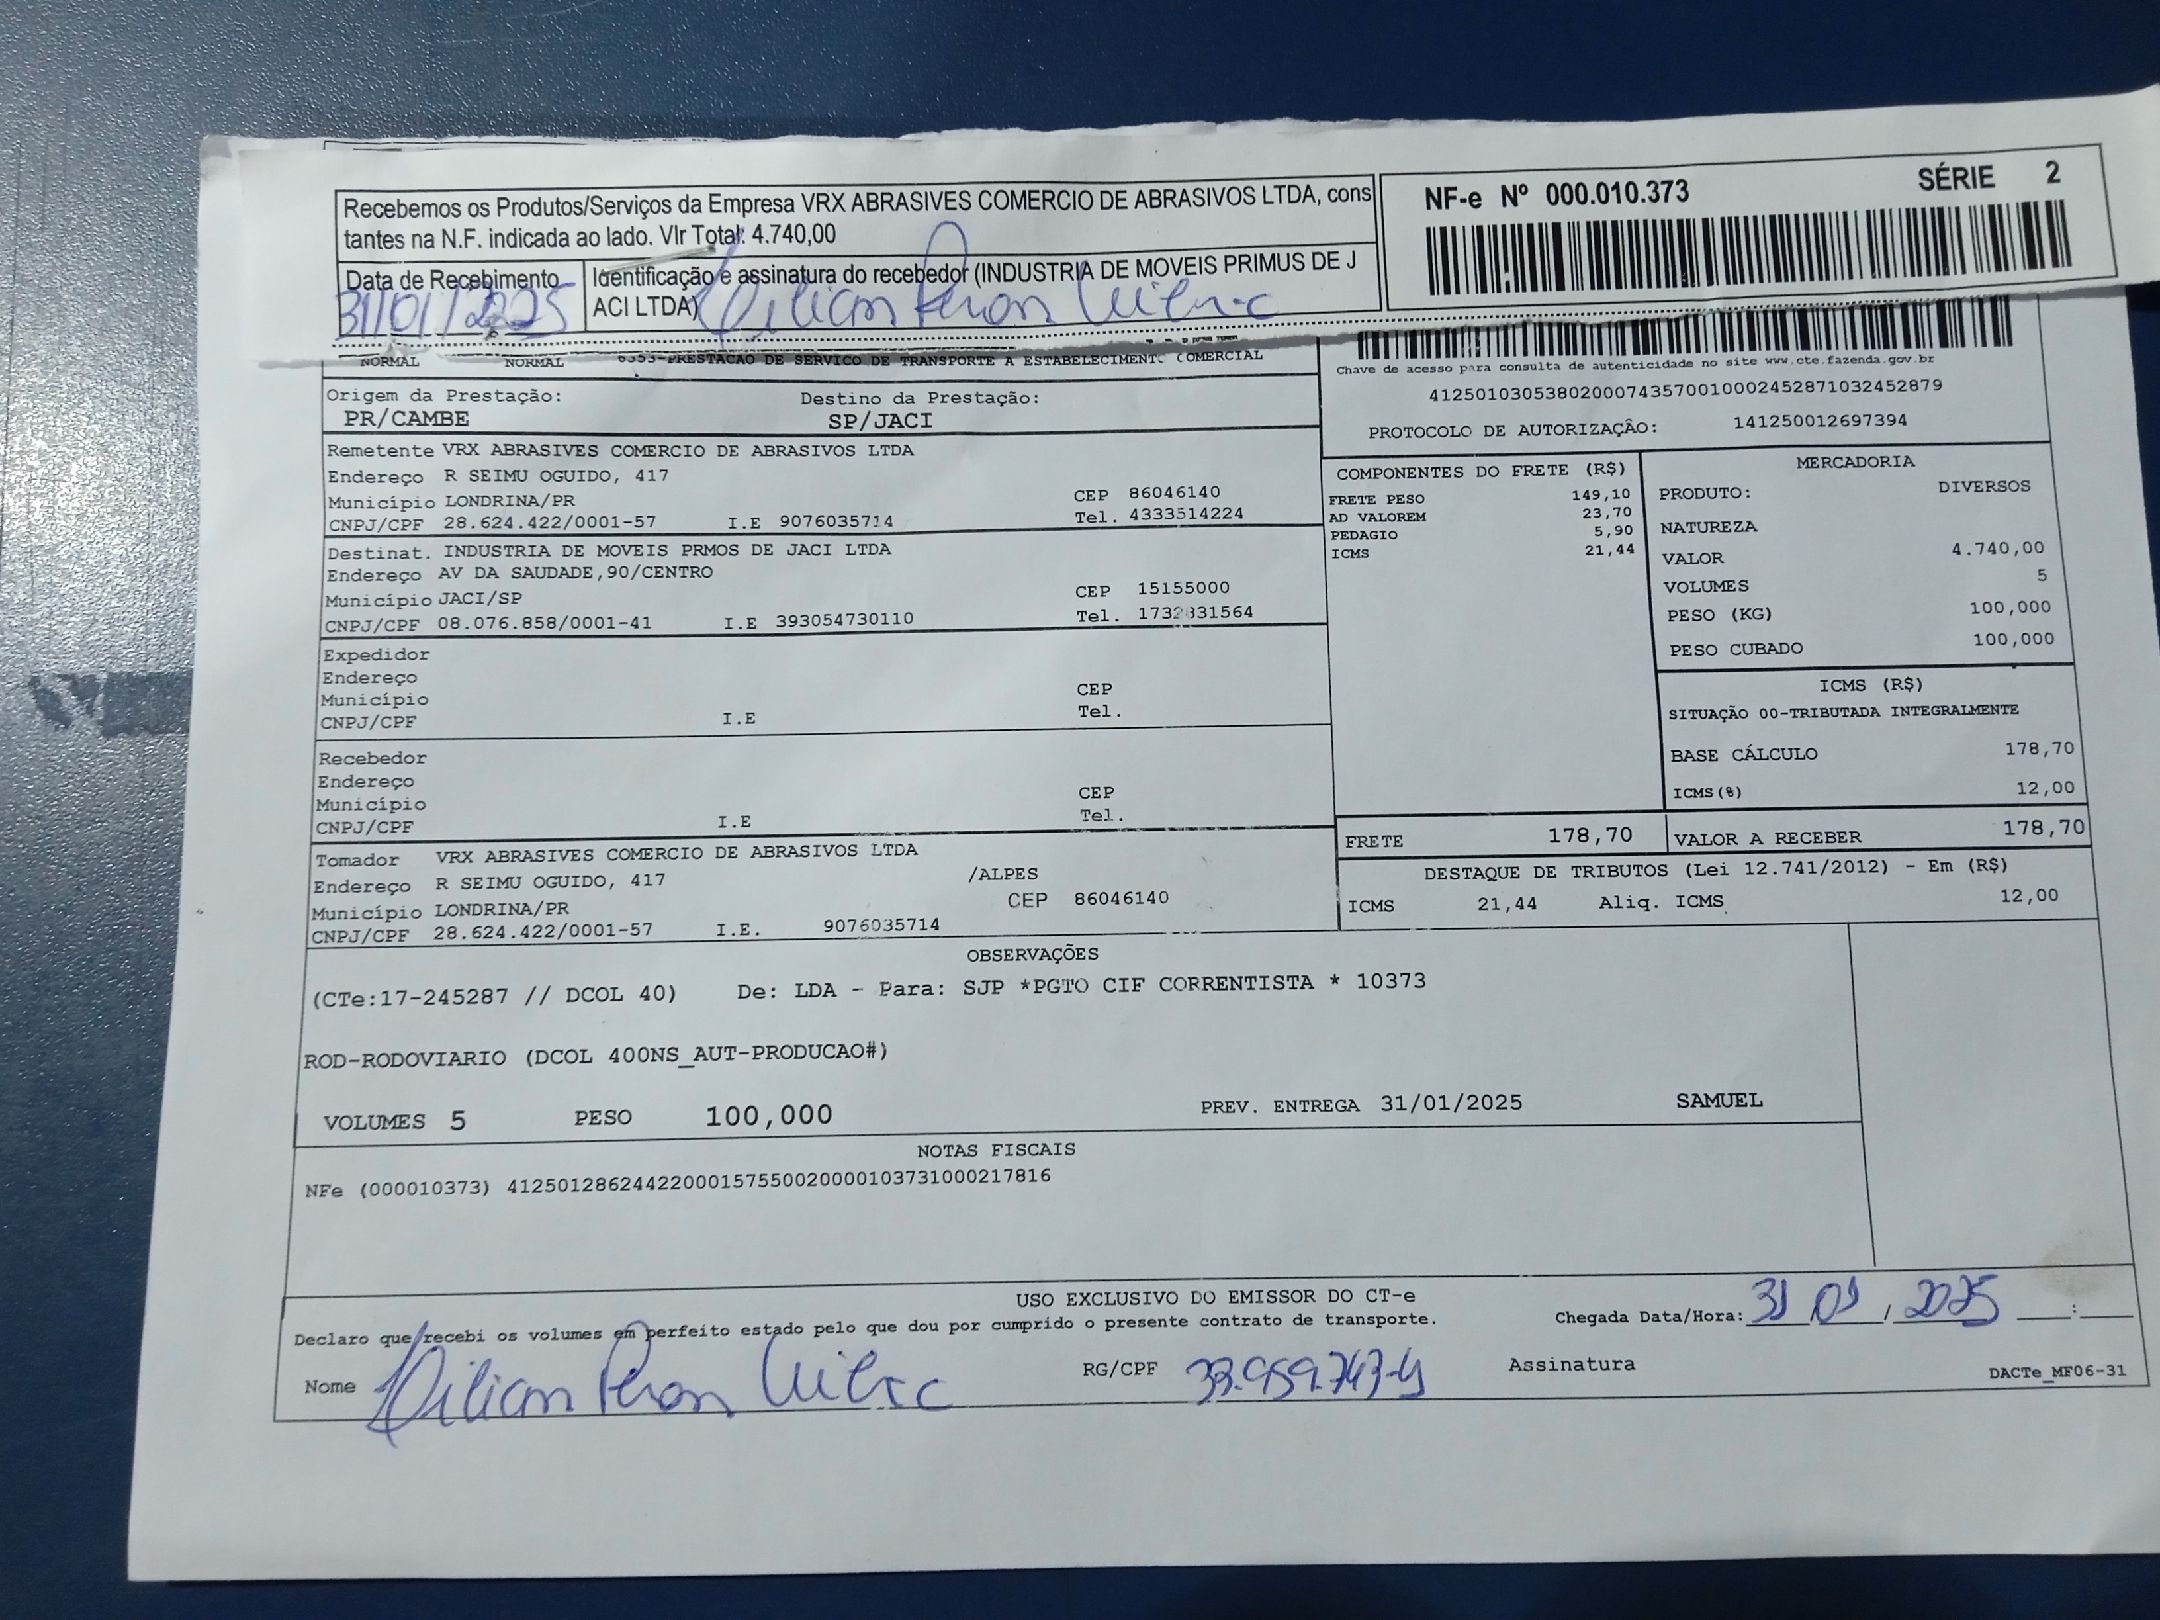 Recebemos os Produtos/Serviços da Empresa VRX ABRASIVES COMERCIO DE ABRASIVOS LTDA, cons
tantes na N.F. indicada ao lado. Vlr Total: 4.740,00
Data de Recebimento
31/01/2025
Identificação e assinatura do recebedor (INDUSTRIA DE MOVEIS PRIMUS DE J
ACI LTDA)
NF-e Nº 000.010.373 SÉRIE 2
NORMAL NORMAL 6353-PRESTACAO DE SERVICO DE TRANSPORTE A ESTABELECIMENT. COMERCIAL
Chave de acesso para consulta de autenticidade no site www.cte.fazenda.gov.br
41250103053802000743570010002452871032452879
PROTOCOLO DE AUTORIZAÇÃO: 141250012697394
Origem da Prestação: Destino da Prestação:
PR/CAMBE SP/JACI
Remetente VRX ABRASIVES COMERCIO DE ABRASIVOS LTDA
Endereço R SEIMU OGUIDO, 417
Município LONDRINA/PR CEP 86046140
CNPJ/CPF 28.624.422/0001-57 I.E 9076035714 Tel. 4333514224
Destinat. INDUSTRIA DE MOVEIS PRMOS DE JACI LTDA
Endereço AV DA SAUDADE,90/CENTRO
Município JACI/SP CEP 15155000
CNPJ/CPF 08.076.858/0001-41 I.E 393054730110 Tel. 1732831564
Expedidor
Endereço
Município CEP
CNPJ/CPF I.E Tel.
Recebedor
Endereço
Município CEP
CNPJ/CPF I.E Tel.
Tomador VRX ABRASIVES COMERCIO DE ABRASIVOS LTDA
Endereço R SEIMU OGUIDO, 417 /ALPES
Município LONDRINA/PR CEP 86046140
CNPJ/CPF 28.624.422/0001-57 I.E. 9076035714
COMPONENTES DO FRETE (R$)
FRETE PESO 149,10
AD VALOREM 23,70
PEDAGIO 5,90
ICMS 21,44
MERCADORIA
PRODUTO: DIVERSOS
NATUREZA
VALOR 4.740,00
VOLUMES 5
PESO (KG) 100,000
PESO CUBADO 100,000
ICMS (R$)
SITUAÇÃO 00-TRIBUTADA INTEGRALMENTE
BASE CÁLCULO 178,70
ICMS(%) 12,00
FRETE 178,70 VALOR A RECEBER 178,70
DESTAQUE DE TRIBUTOS (Lei 12.741/2012) - Em (R$)
ICMS 21,44 Aliq. ICMS 12,00
OBSERVAÇÕES
(CTe:17-245287 // DCOL 40) De: LDA - Para: SJP *PGTO CIF CORRENTISTA * 10373
ROD-RODOVIARIO (DCOL 400NS_AUT-PRODUCAO#)
VOLUMES 5 PESO 100,000 PREV. ENTREGA 31/01/2025 SAMUEL
NOTAS FISCAIS
NFe (000010373) 41250128624422000157550020000103731000217816
USO EXCLUSIVO DO EMISSOR DO CT-e
Declaro que recebi os volumes em perfeito estado pelo que dou por cumprido o presente contrato de transporte.
Chegada Data/Hora: 31 01 / 2025 :
Nome RG/CPF Assinatura
DACTe_MF06-31